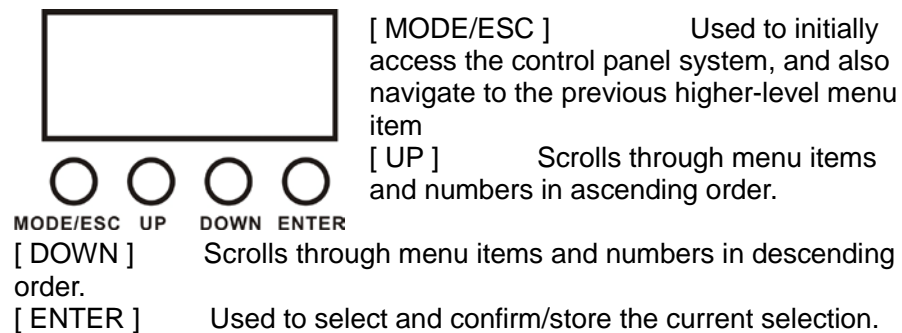 [ MODE/ESC ] Used to initially
access the control panel system, and also
navigate to the previous higher-level menu
item
[ UP ] Scrolls through menu items
and numbers in ascending order.
MODE/ESC UP DOWN ENTER
[ DOWN ] Scrolls through menu items and numbers in descending
order.
[ ENTER ] Used to select and confirm/store the current selection.